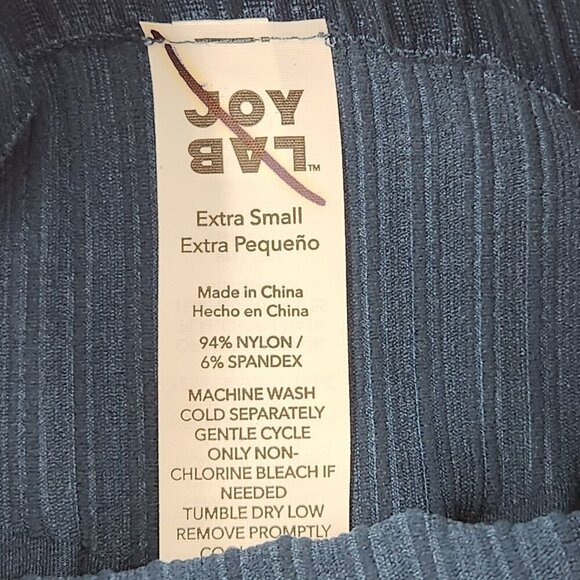 JOY
LAB™
Extra Small
Extra Pequeño
Made in China
Hecho en China
94% NYLON /
6% SPANDEX
MACHINE WASH
COLD SEPARATELY
GENTLE CYCLE
ONLY NON-
CHLORINE BLEACH IF
NEEDED
TUMBLE DRY LOW
REMOVE PROMPTLY